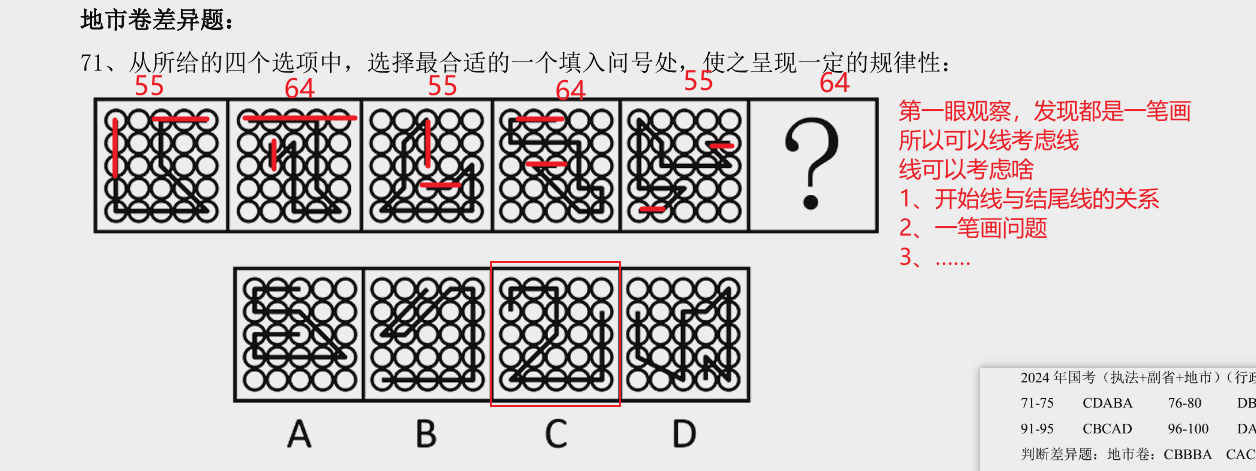 地市卷差异题：
71、从所给的四个选项中，选择最合适的一个填入问号处，使之呈现一定的规律性：
55 64 55 64 55 64
?
第一眼观察，发现都是一笔画
所以可以线考虑线
线可以考虑啥
1、开始线与结尾线的关系
2、一笔画问题
3、......
A B C D
2024 年国考（执法+副省+地市）（行政
71-75 CDABA 76-80 DB
91-95 CBCAD 96-100 DA
判断差异题：地市卷：CBBBA CAC